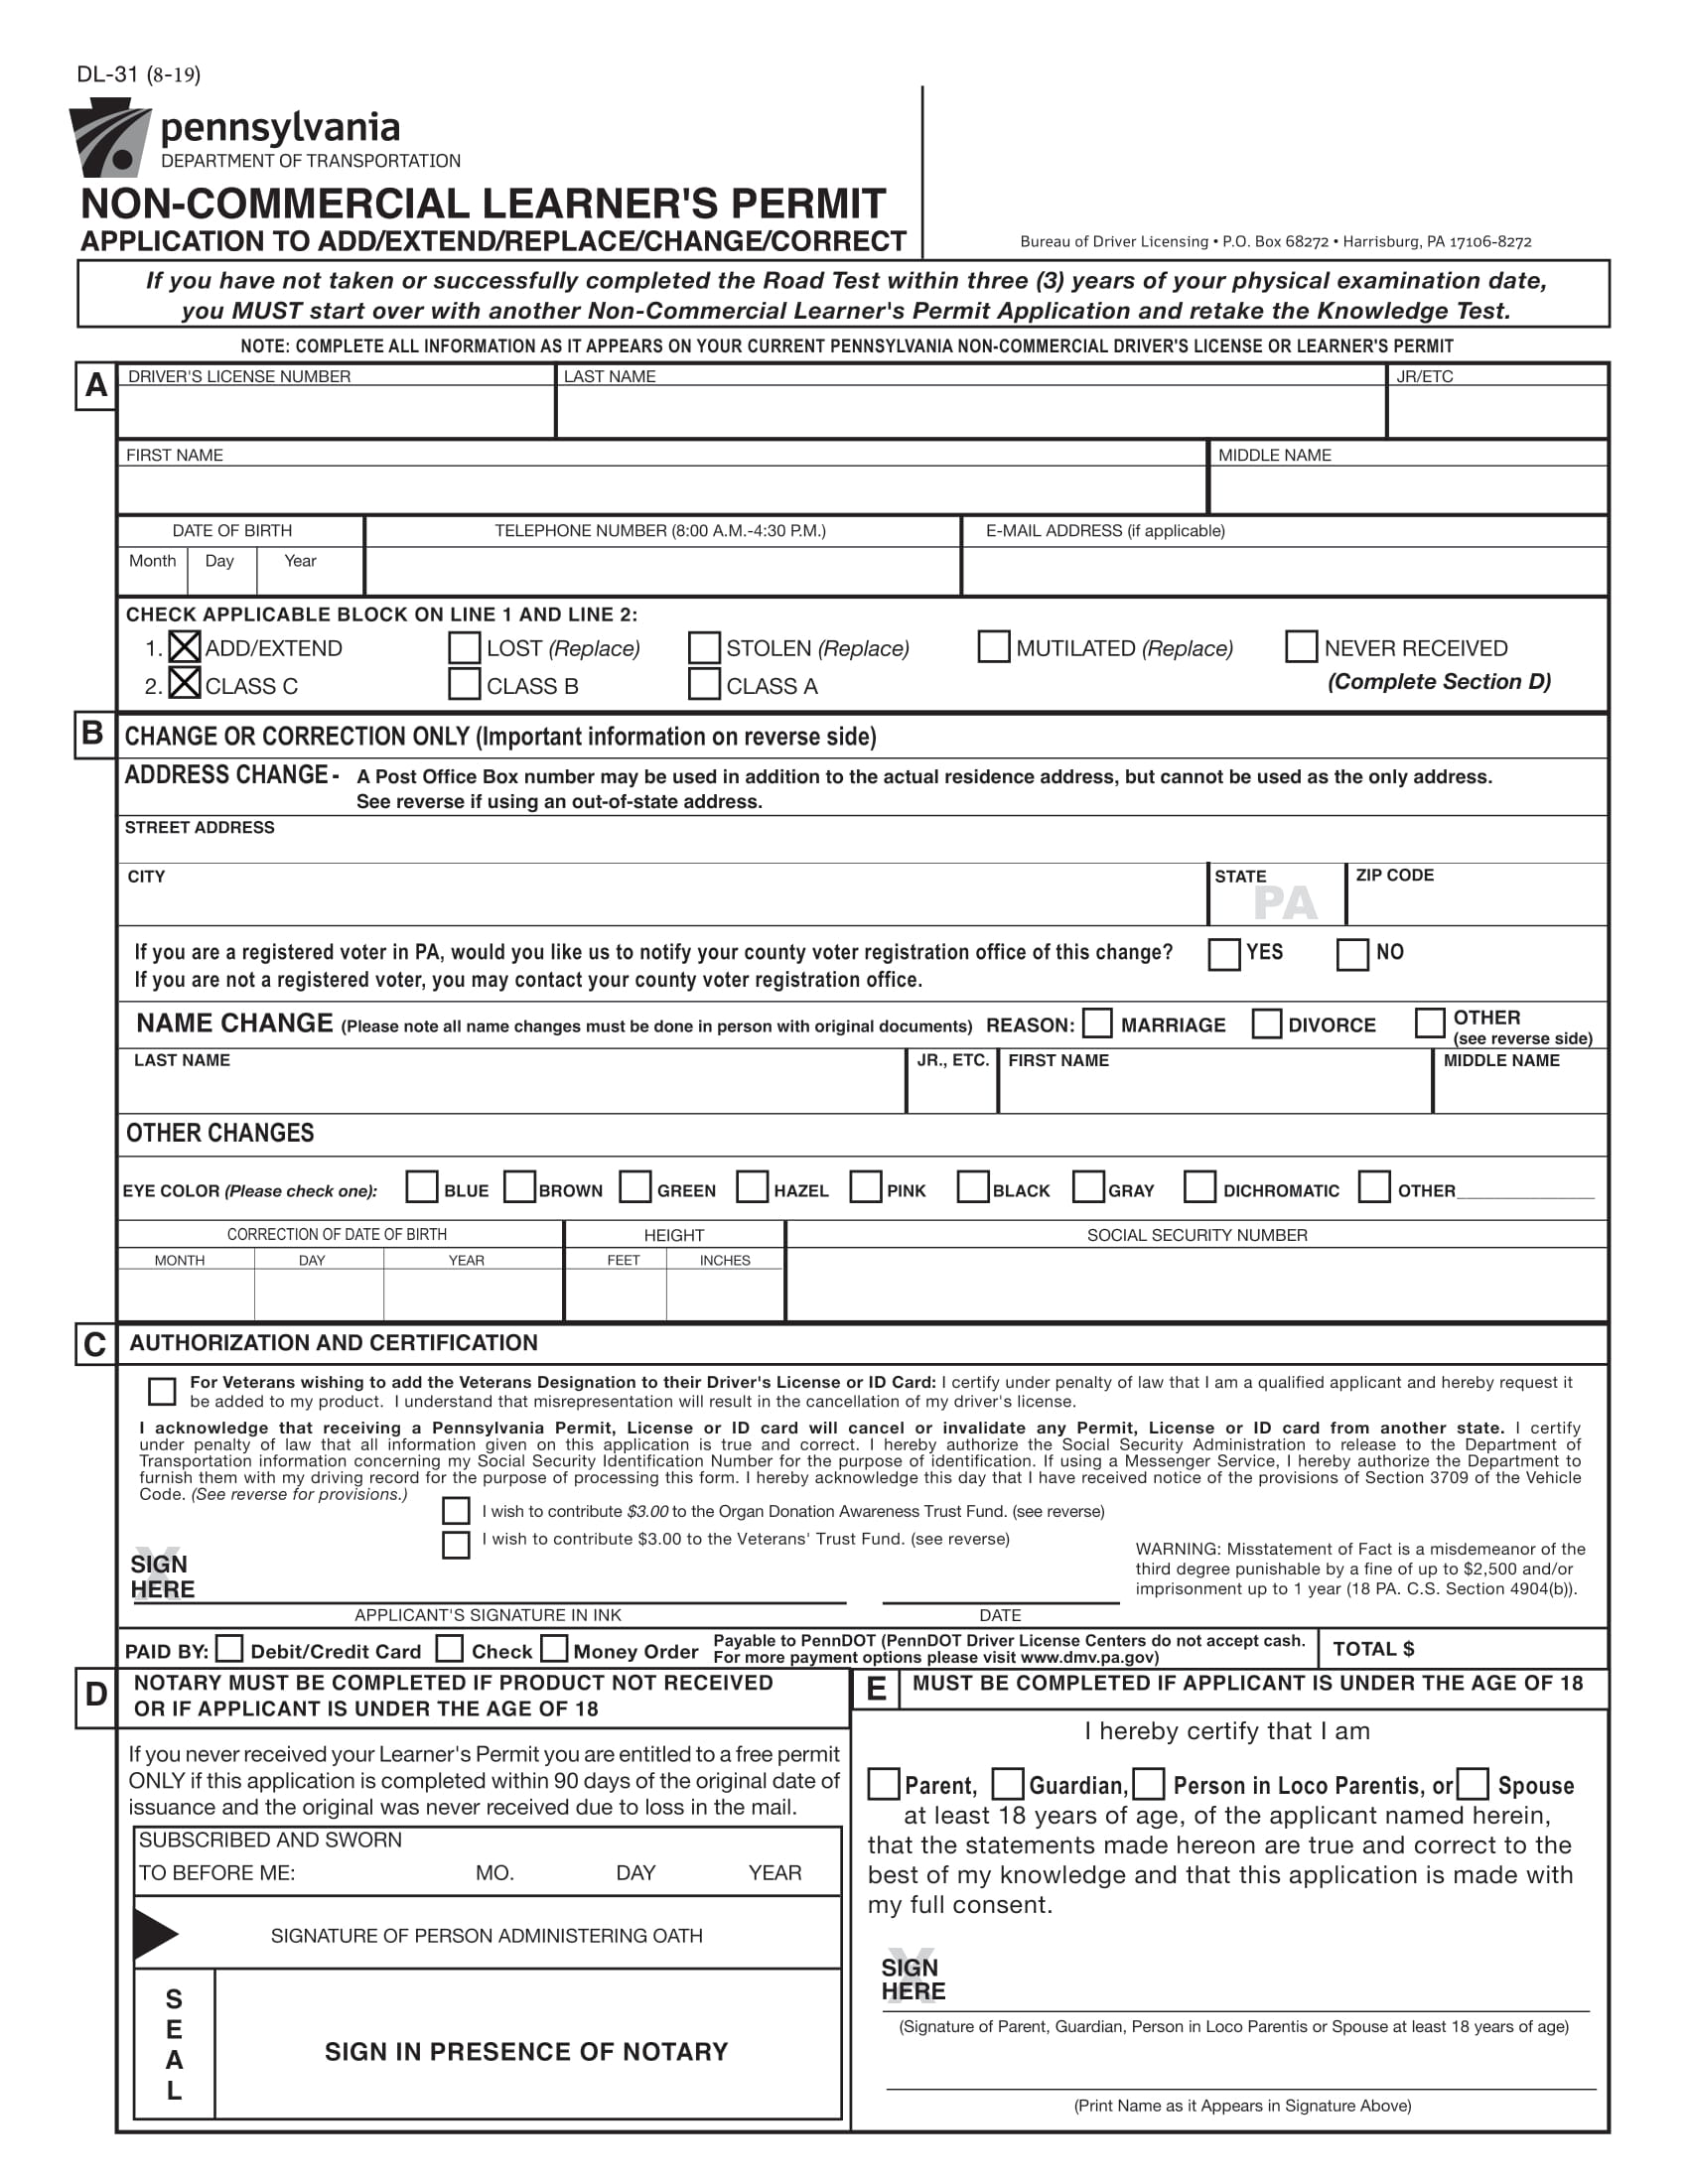 DL-31 (8-19)
pennsylvania
DEPARTMENT OF TRANSPORTATION
NON-COMMERCIAL LEARNER'S PERMIT
APPLICATION TO ADD/EXTEND/REPLACE/CHANGE/CORRECT
Bureau of Driver Licensing • P.O. Box 68272 • Harrisburg, PA 17106-8272
If you have not taken or successfully completed the Road Test within three (3) years of your physical examination date,
you MUST start over with another Non-Commercial Learner's Permit Application and retake the Knowledge Test.
NOTE: COMPLETE ALL INFORMATION AS IT APPEARS ON YOUR CURRENT PENNSYLVANIA NON-COMMERCIAL DRIVER'S LICENSE OR LEARNER'S PERMIT
A DRIVER'S LICENSE NUMBER LAST NAME JR/ETC
FIRST NAME MIDDLE NAME
DATE OF BIRTH TELEPHONE NUMBER (8:00 A.M.-4:30 P.M.) E-MAIL ADDRESS (if applicable)
Month Day Year
CHECK APPLICABLE BLOCK ON LINE 1 AND LINE 2:
1. ADD/EXTEND LOST (Replace) STOLEN (Replace) MUTILATED (Replace) NEVER RECEIVED
2. CLASS C CLASS B CLASS A (Complete Section D)
B CHANGE OR CORRECTION ONLY (Important information on reverse side)
ADDRESS CHANGE - A Post Office Box number may be used in addition to the actual residence address, but cannot be used as the only address.
See reverse if using an out-of-state address.
STREET ADDRESS
CITY STATE PA ZIP CODE
If you are a registered voter in PA, would you like us to notify your county voter registration office of this change? YES NO
If you are not a registered voter, you may contact your county voter registration office.
NAME CHANGE (Please note all name changes must be done in person with original documents) REASON: MARRIAGE DIVORCE OTHER
(see reverse side)
LAST NAME JR., ETC. FIRST NAME MIDDLE NAME
OTHER CHANGES
EYE COLOR (Please check one): BLUE BROWN GREEN HAZEL PINK BLACK GRAY DICHROMATIC OTHER
CORRECTION OF DATE OF BIRTH HEIGHT SOCIAL SECURITY NUMBER
MONTH DAY YEAR FEET INCHES
C AUTHORIZATION AND CERTIFICATION
For Veterans wishing to add the Veterans Designation to their Driver's License or ID Card: I certify under penalty of law that I am a qualified applicant and hereby request it
be added to my product. I understand that misrepresentation will result in the cancellation of my driver's license.
I acknowledge that receiving a Pennsylvania Permit, License or ID card will cancel or invalidate any Permit, License or ID card from another state. I certify
under penalty of law that all information given on this application is true and correct. I hereby authorize the Social Security Administration to release to the Department of
Transportation information concerning my Social Security Identification Number for the purpose of identification. If using a Messenger Service, I hereby authorize the Department to
furnish them with my driving record for the purpose of processing this form. I hereby acknowledge this day that I have received notice of the provisions of Section 3709 of the Vehicle
Code. (See reverse for provisions.)
I wish to contribute $3.00 to the Organ Donation Awareness Trust Fund. (see reverse)
I wish to contribute $3.00 to the Veterans' Trust Fund. (see reverse)
WARNING: Misstatement of Fact is a misdemeanor of the
third degree punishable by a fine of up to $2,500 and/or
imprisonment up to 1 year (18 PA. C.S. Section 4904(b)).
X
SIGN
HERE
APPLICANT'S SIGNATURE IN INK DATE
PAID BY: Debit/Credit Card Check Money Order Payable to PennDOT (PennDOT Driver License Centers do not accept cash.
For more payment options please visit www.dmv.pa.gov) TOTAL $
D NOTARY MUST BE COMPLETED IF PRODUCT NOT RECEIVED
OR IF APPLICANT IS UNDER THE AGE OF 18
If you never received your Learner's Permit you are entitled to a free permit
ONLY if this application is completed within 90 days of the original date of
issuance and the original was never received due to loss in the mail.
SUBSCRIBED AND SWORN
TO BEFORE ME: MO. DAY YEAR
SIGNATURE OF PERSON ADMINISTERING OATH
S
E
A
L
SIGN IN PRESENCE OF NOTARY
E MUST BE COMPLETED IF APPLICANT IS UNDER THE AGE OF 18
I hereby certify that I am
Parent, Guardian, Person in Loco Parentis, or Spouse
at least 18 years of age, of the applicant named herein,
that the statements made hereon are true and correct to the
best of my knowledge and that this application is made with
my full consent.
X
SIGN
HERE
(Signature of Parent, Guardian, Person in Loco Parentis or Spouse at least 18 years of age)
(Print Name as it Appears in Signature Above)